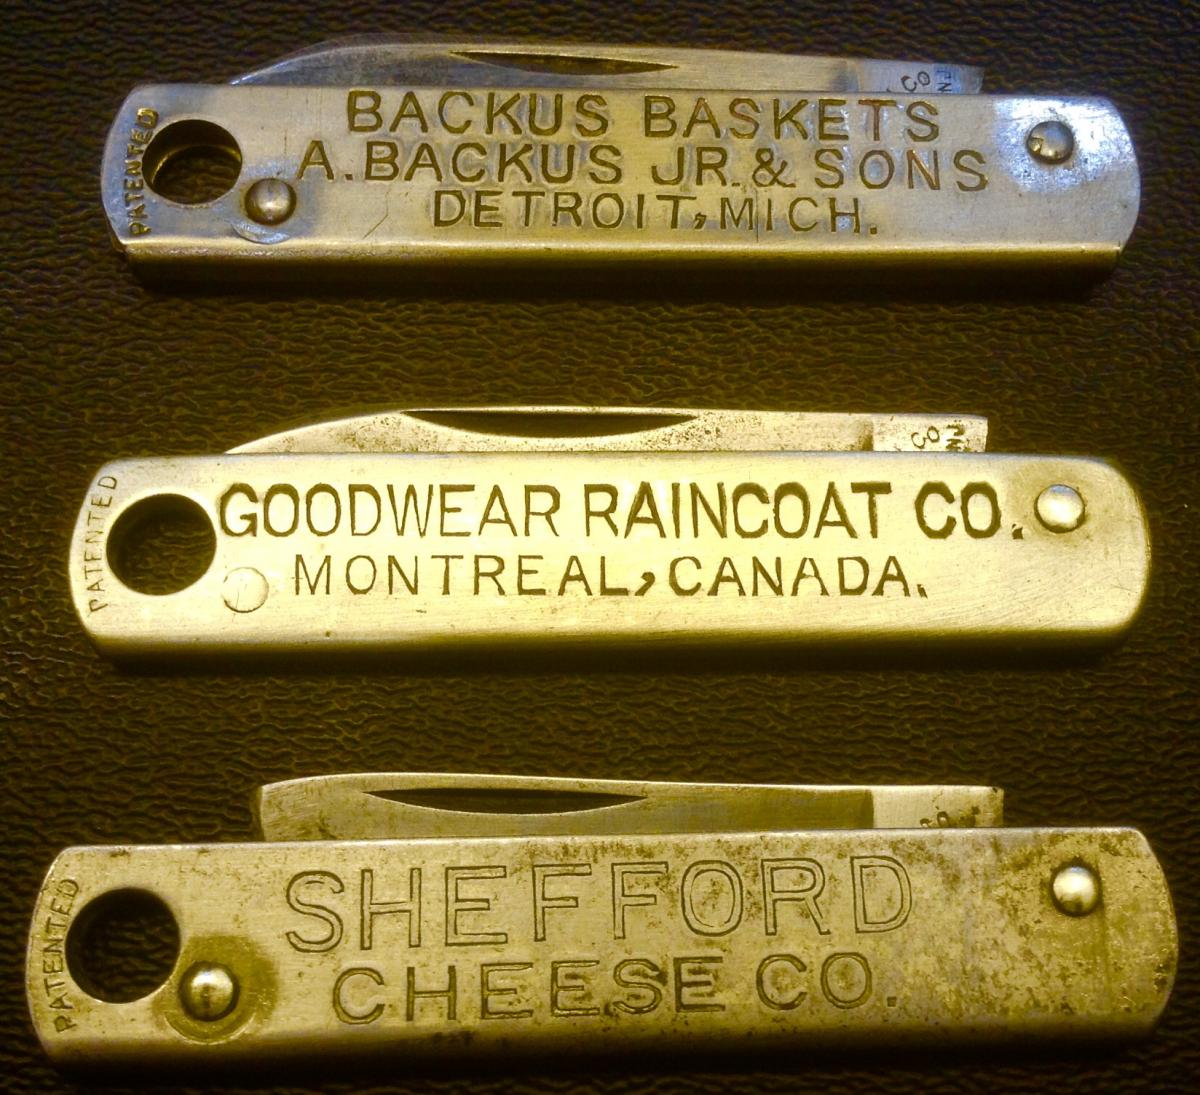 PATENTED
BACKUS BASKETS
A. BACKUS JR. & SONS
DETROIT, MICH.
PATENTED
GOODWEAR RAINCOAT CO.
MONTREAL, CANADA.
PATENTED
SHEFFORD
CHEESE CO.